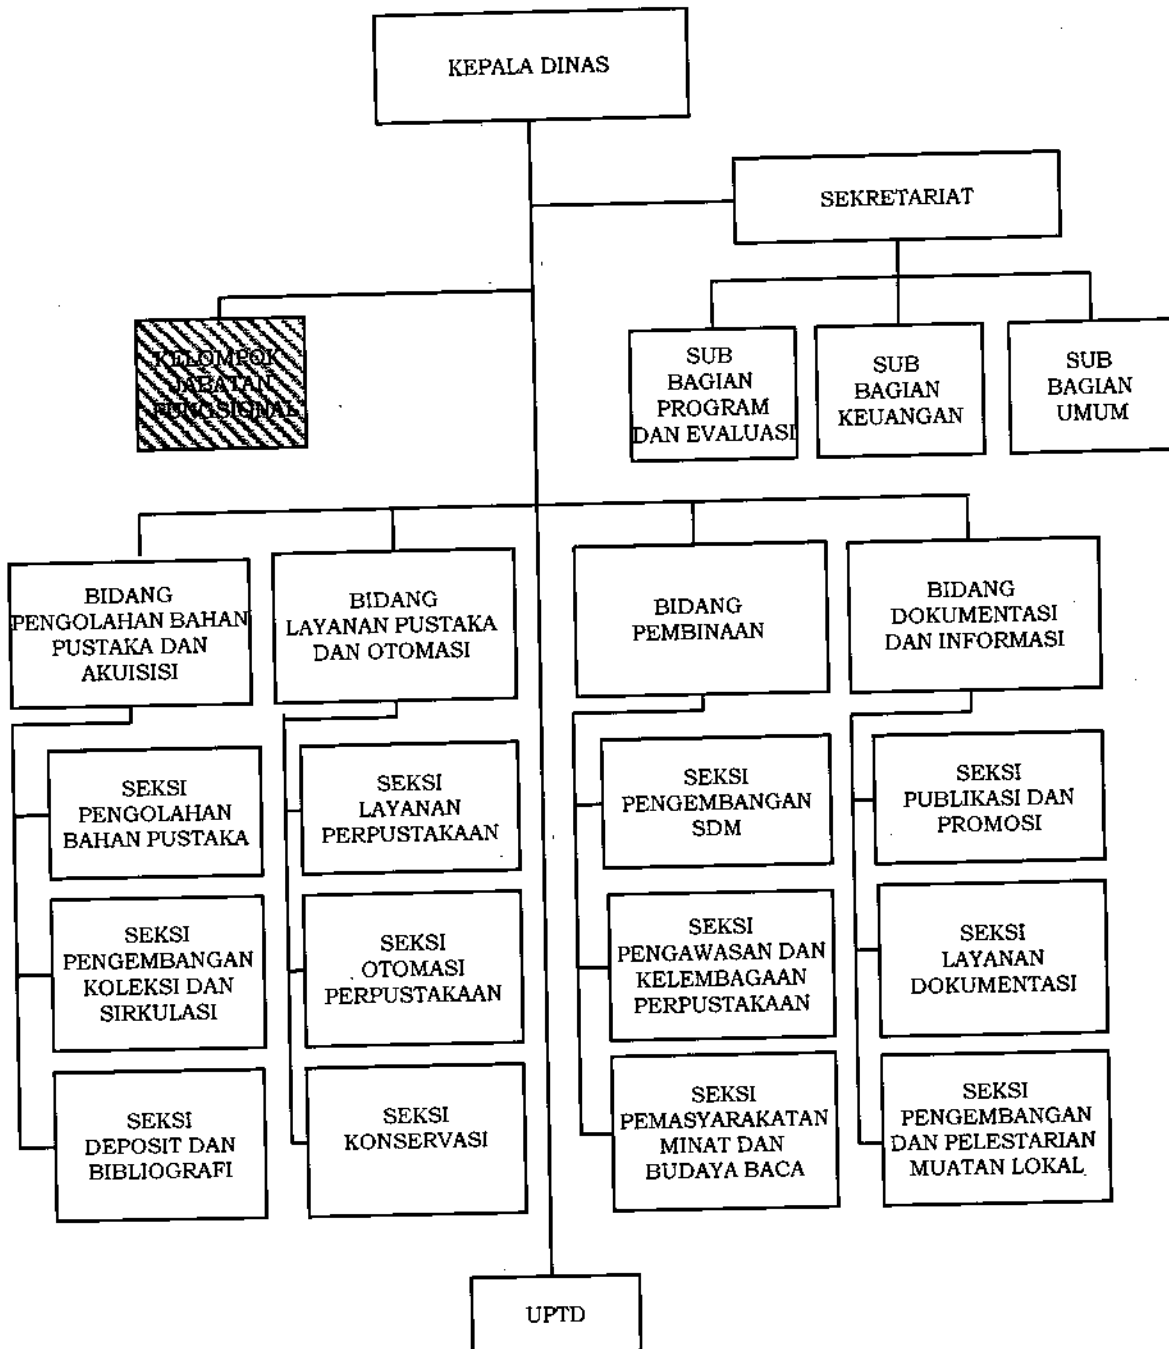 KEPALA DINAS
SEKRETARIAT
KELOMPOK
JABATAN
FUNGSIONAL
SUB
BAGIAN
PROGRAM
DAN EVALUASI
SUB
BAGIAN
KEUANGAN
SUB
BAGIAN
UMUM
BIDANG
PENGOLAHAN BAHAN
PUSTAKA DAN
AKUISISI
BIDANG
LAYANAN PUSTAKA
DAN OTOMASI
BIDANG
PEMBINAAN
BIDANG
DOKUMENTASI
DAN INFORMASI
SEKSI
PENGOLAHAN
BAHAN PUSTAKA
SEKSI
LAYANAN
PERPUSTAKAAN
SEKSI
PENGEMBANGAN
SDM
SEKSI
PUBLIKASI DAN
PROMOSI
SEKSI
PENGEMBANGAN
KOLEKSI DAN
SIRKULASI
SEKSI
OTOMASI
PERPUSTAKAAN
SEKSI
PENGAWASAN DAN
KELEMBAGAAN
PERPUSTAKAAN
SEKSI
LAYANAN
DOKUMENTASI
SEKSI
DEPOSIT DAN
BIBLIOGRAFI
SEKSI
KONSERVASI
SEKSI
PEMASYARAKATAN
MINAT DAN
BUDAYA BACA
SEKSI
PENGEMBANGAN
DAN PELESTARIAN
MUATAN LOKAL
UPTD